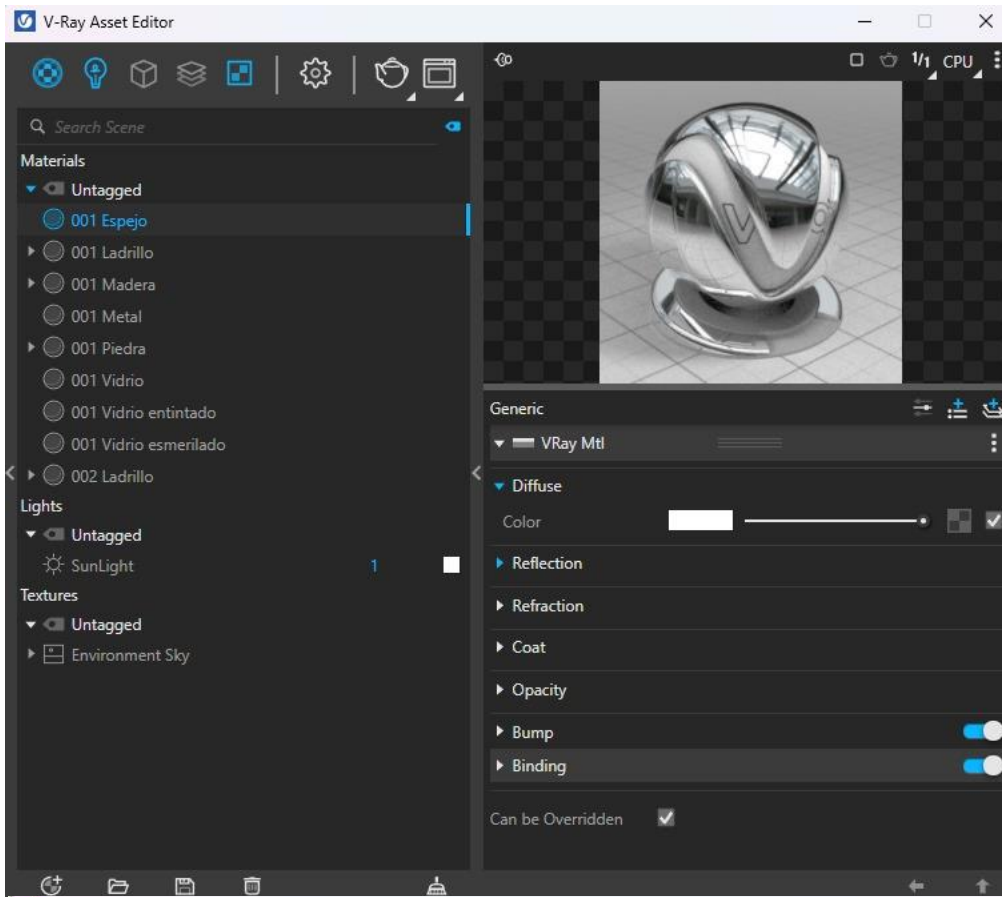 V-Ray Asset Editor
1/1 CPU
Search Scene
Materials
Untagged
001 Espejo
001 Ladrillo
001 Madera
001 Metal
001 Piedra
001 Vidrio
001 Vidrio entintado
001 Vidrio esmerilado
002 Ladrillo
Lights
Untagged
SunLight 1
Textures
Untagged
Environment Sky
Generic
VRay Mtl
Diffuse
Color
Reflection
Refraction
Coat
Opacity
Bump
Binding
Can be Overridden